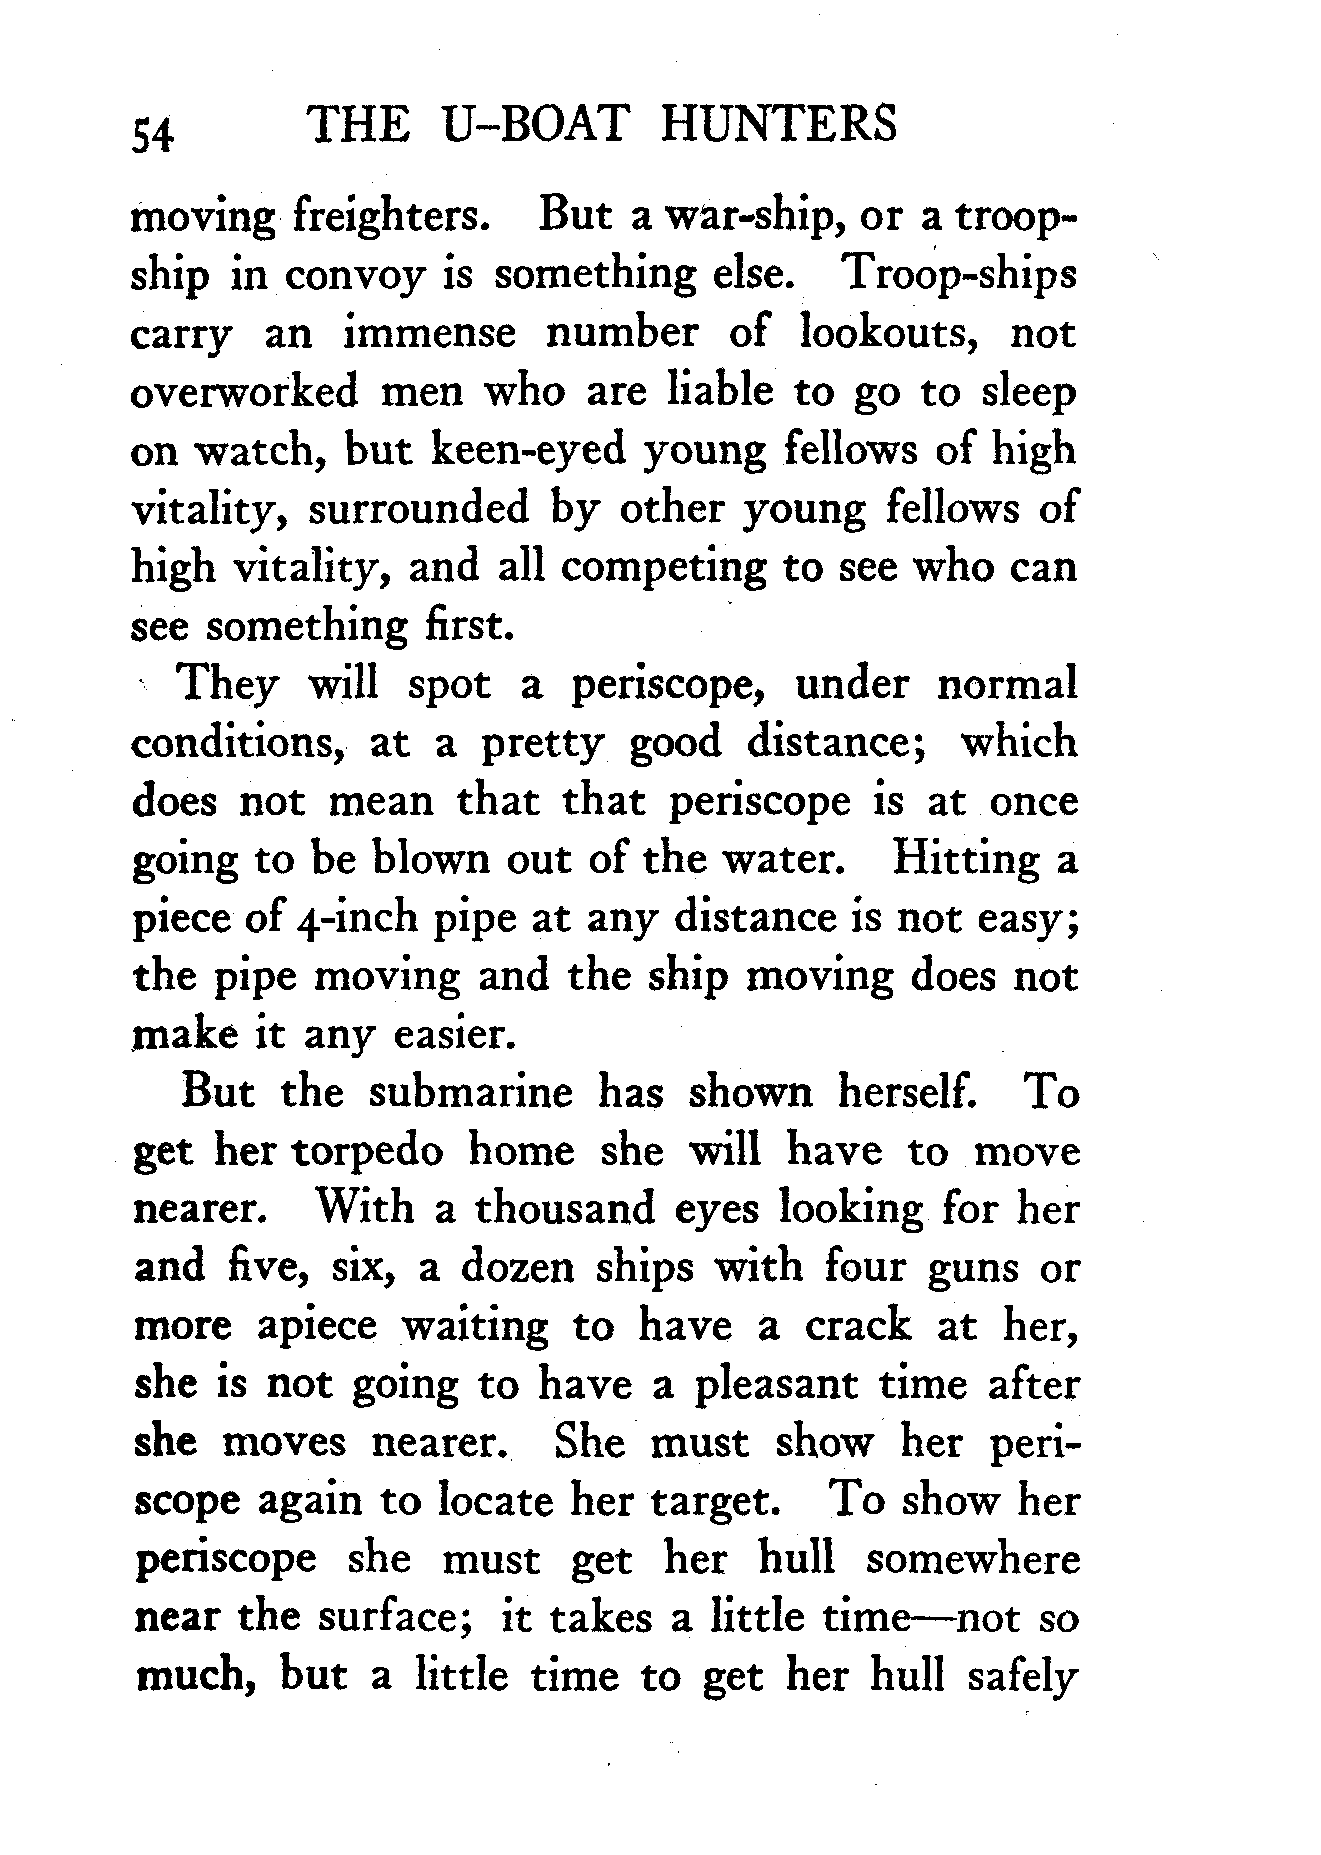 54 THE U-BOAT HUNTERS
moving freighters. But a war-ship, or a troop-
ship in convoy is something else. Troop-ships
carry an immense number of lookouts, not
overworked men who are liable to go to sleep
on watch, but keen-eyed young fellows of high
vitality, surrounded by other young fellows of
high vitality, and all competing to see who can
see something first.
They will spot a periscope, under normal
conditions, at a pretty good distance; which
does not mean that that periscope is at once
going to be blown out of the water. Hitting a
piece of 4-inch pipe at any distance is not easy;
the pipe moving and the ship moving does not
make it any easier.
But the submarine has shown herself. To
get her torpedo home she will have to move
nearer. With a thousand eyes looking for her
and five, six, a dozen ships with four guns or
more apiece waiting to have a crack at her,
she is not going to have a pleasant time after
she moves nearer. She must show her peri-
scope again to locate her target. To show her
periscope she must get her hull somewhere
near the surface; it takes a little time—not so
much, but a little time to get her hull safely